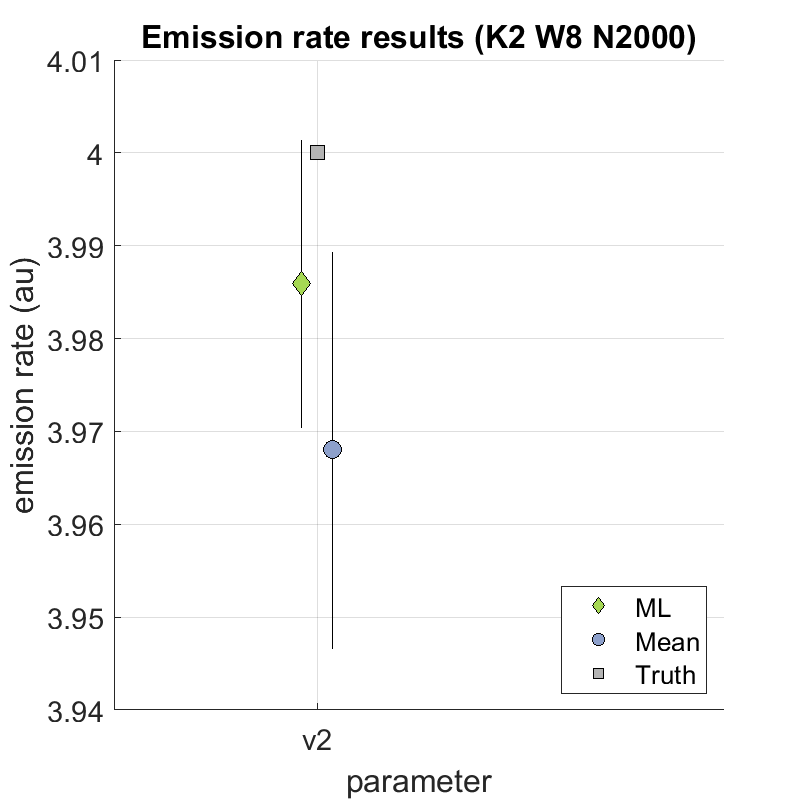 Emission rate results (K2 W8 N2000)
4.01
4
3.99
3.98
3.97
3.96
3.95
3.94
emission rate (au)
ML
Mean
Truth
v2
parameter